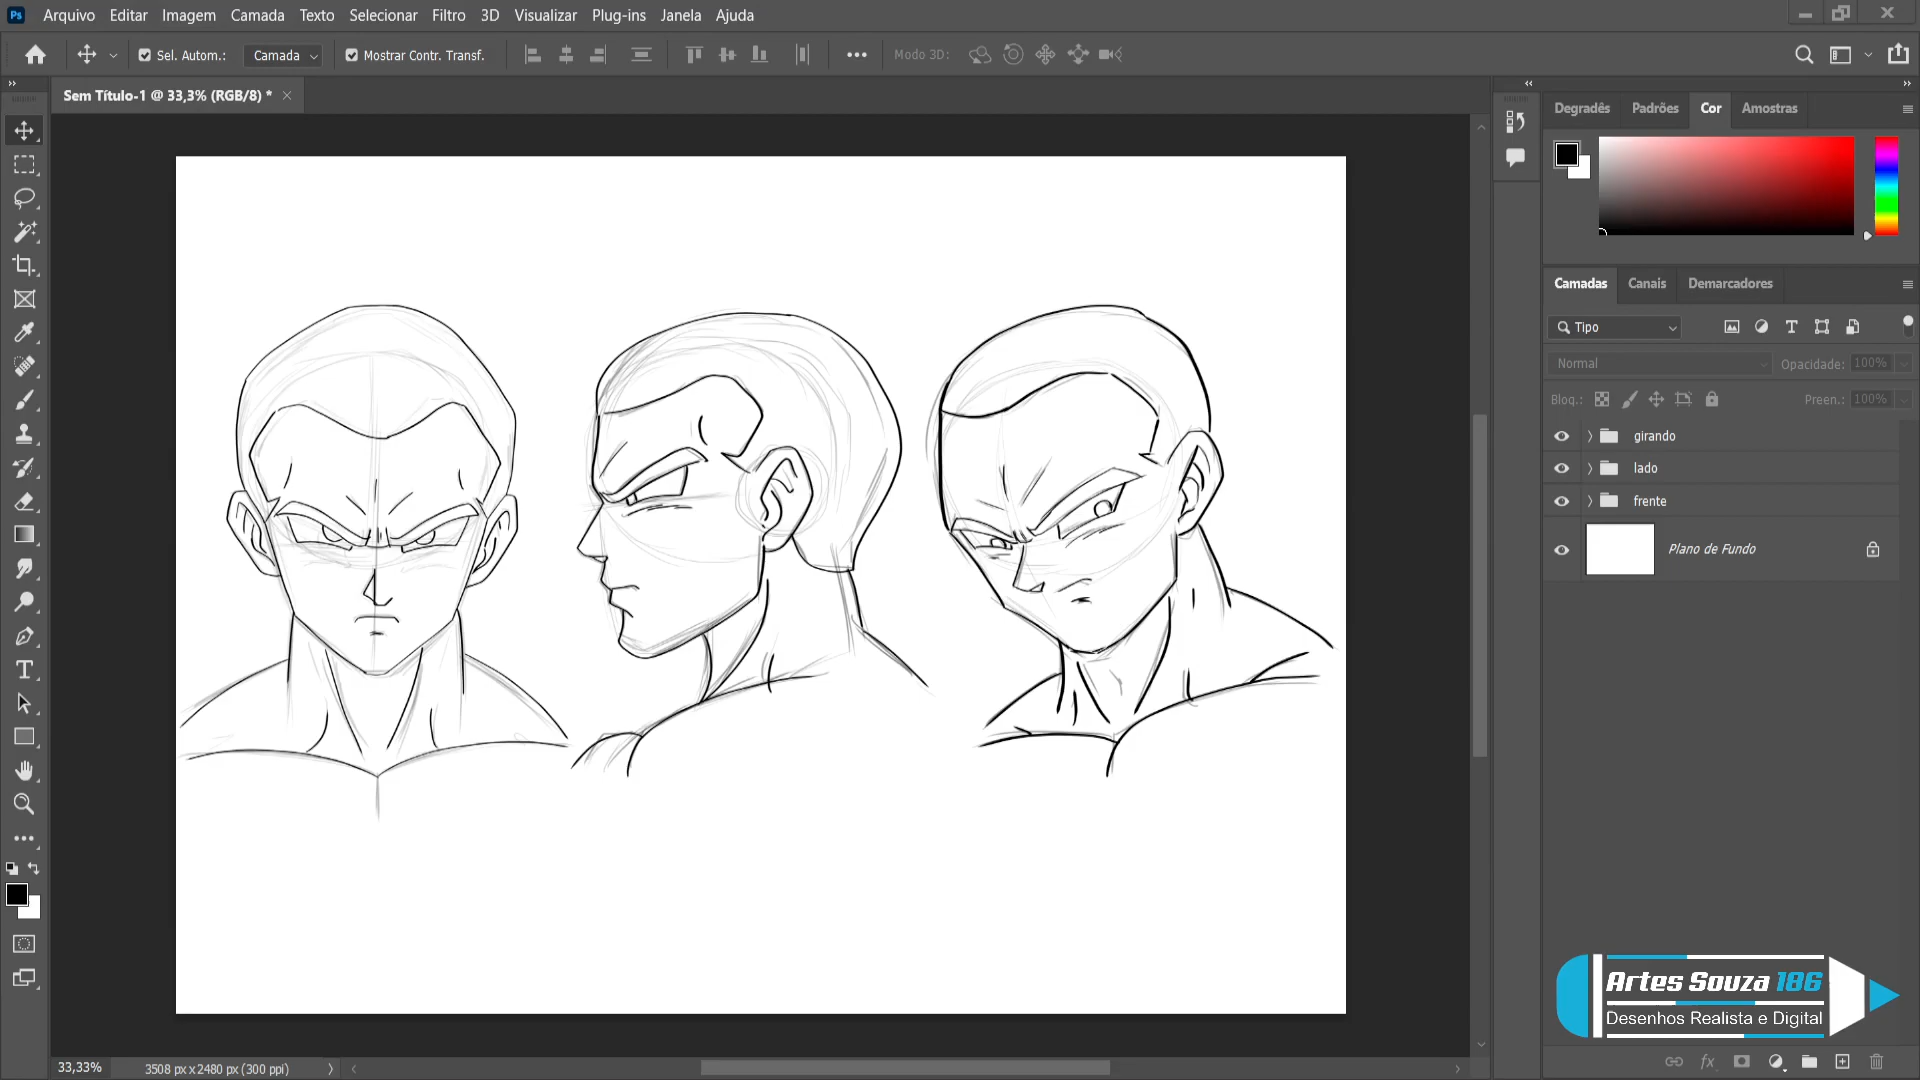 Ps Arquivo Editar Imagem Camada Texto Selecionar Filtro 3D Visualizar Plug-ins Janela Ajuda
Sel. Autom.: Camada Mostrar Contr. Transf. Modo 3D:
Sem Título-1 @ 33,3% (RGB/8) *
Degradês Padrões Cor Amostras
Camadas Canais Demarcadores
Tipo
Normal Opacidade: 100%
Bloq.: Preen.: 100%
girando
lado
frente
Plano de Fundo
Artes Souza 186
Desenhos Realista e Digital
33,33% 3508 px x 2480 px (300 ppi)